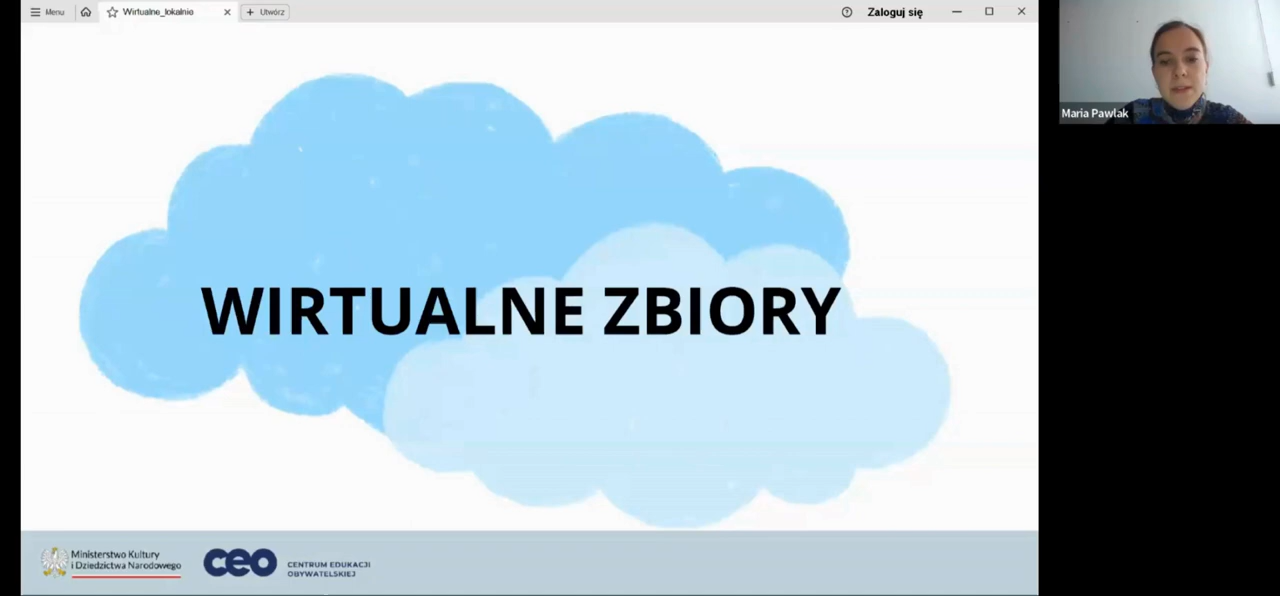 Menu
Wirtualne_lokalnie
Utwórz
Zaloguj się
Maria Pawlak
WIRTUALNE ZBIORY
Ministerstwo Kultury
i Dziedzictwa Narodowego
ceo
CENTRUM EDUKACJI
OBYWATELSKIEJ